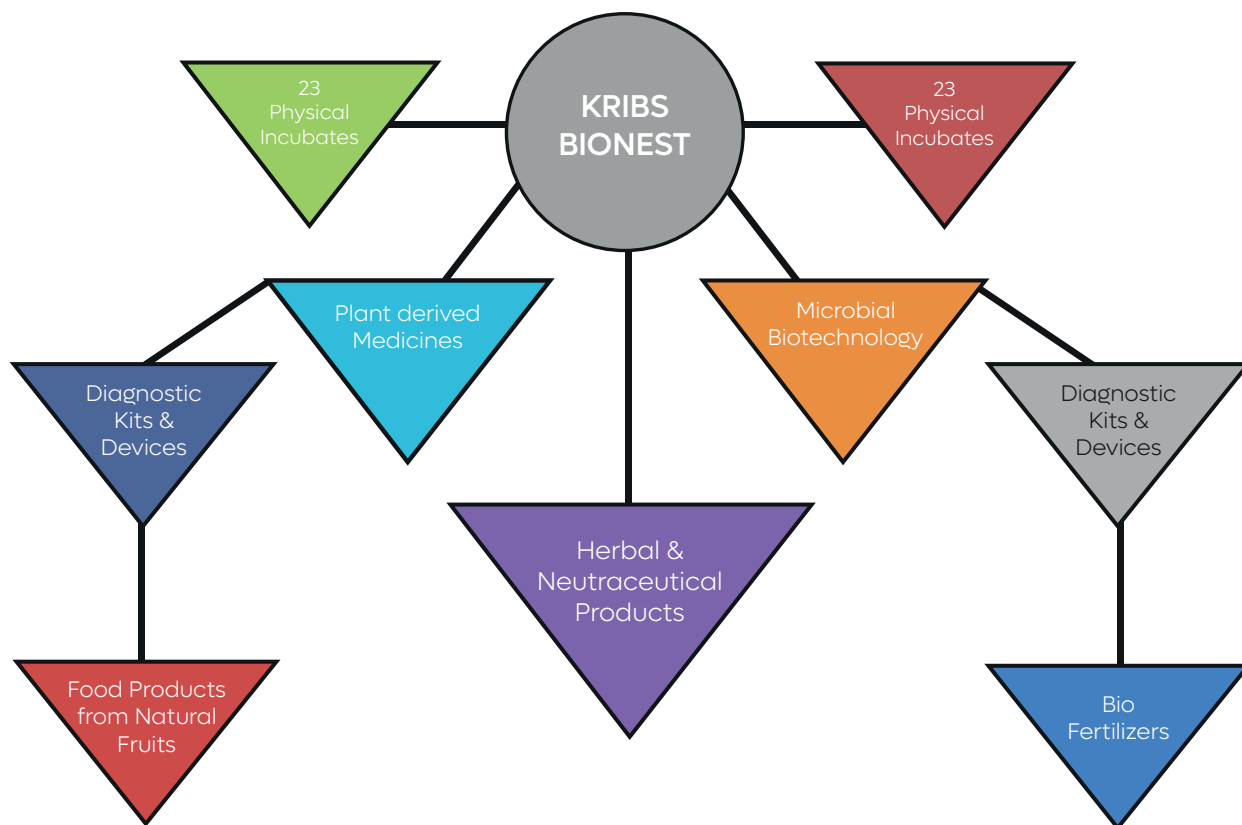 KRIBS
BIONEST
23
Physical
Incubates
23
Physical
Incubates
Plant derived
Medicines
Microbial
Biotechnology
Diagnostic
Kits &
Devices
Diagnostic
Kits &
Devices
Herbal &
Neutraceutical
Products
Food Products
from Natural
Fruits
Bio
Fertilizers